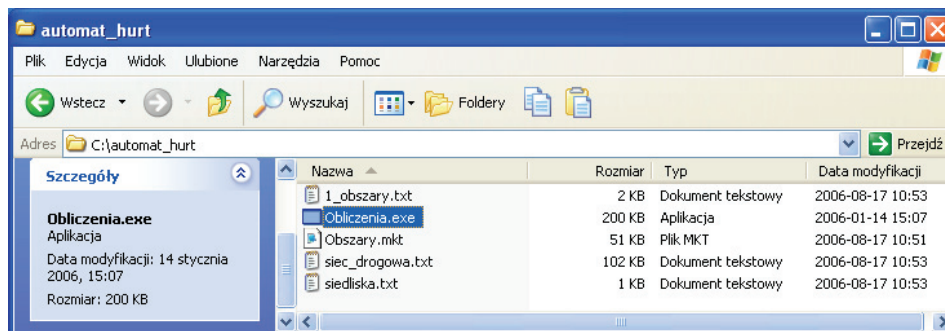 automat_hurt
Plik Edycja Widok Ulubione Narzędzia Pomoc
Wstecz Wyszukaj Foldery
Adres C:\automat_hurt Przejdź
Szczegóły
Obliczenia.exe
Aplikacja
Data modyfikacji: 14 stycznia
2006, 15:07
Rozmiar: 200 KB
Nazwa Rozmiar Typ Data modyfikacji
1_obszary.txt 2 KB Dokument tekstowy 2006-08-17 10:53
Obliczenia.exe 200 KB Aplikacja 2006-01-14 15:07
Obszary.mkt 51 KB Plik MKT 2006-08-17 10:51
siec_drogowa.txt 102 KB Dokument tekstowy 2006-08-17 10:53
siedliska.txt 1 KB Dokument tekstowy 2006-08-17 10:53